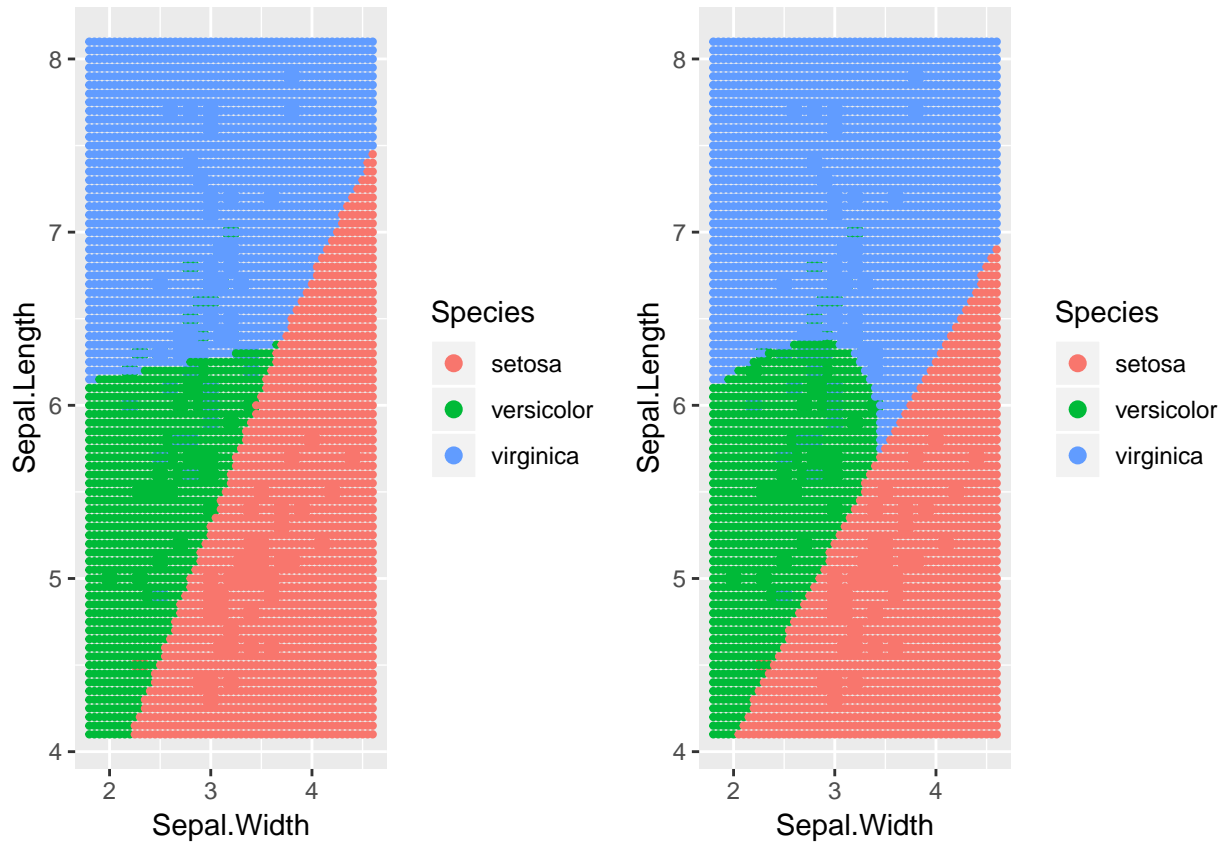 8
7
6
5
4
2 3 4
Sepal.Width
Sepal.Length
Species
setosa
versicolor
virginica
8
7
6
5
4
2 3 4
Sepal.Width
Sepal.Length
Species
setosa
versicolor
virginica